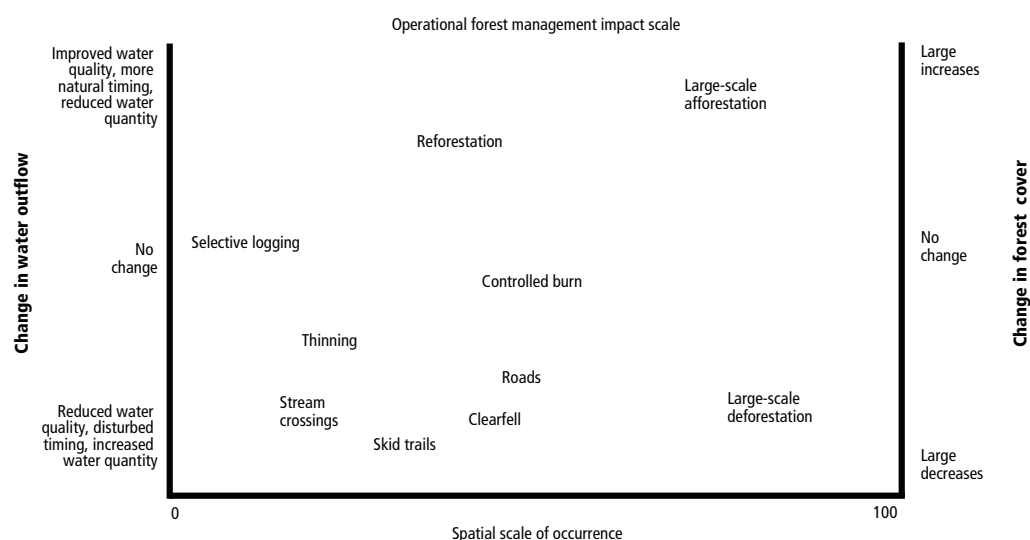 Operational forest management impact scale
Improved water
quality, more
natural timing,
reduced water
quantity
Large
increases
Large-scale
afforestation
Reforestation
Change in water outflow
Change in forest cover
No
change
Selective logging
No
change
Controlled burn
Thinning
Roads
Stream
crossings
Large-scale
deforestation
Reduced water
quality, disturbed
timing, increased
water quantity
Clearfell
Skid trails
Large
decreases
0
100
Spatial scale of occurrence